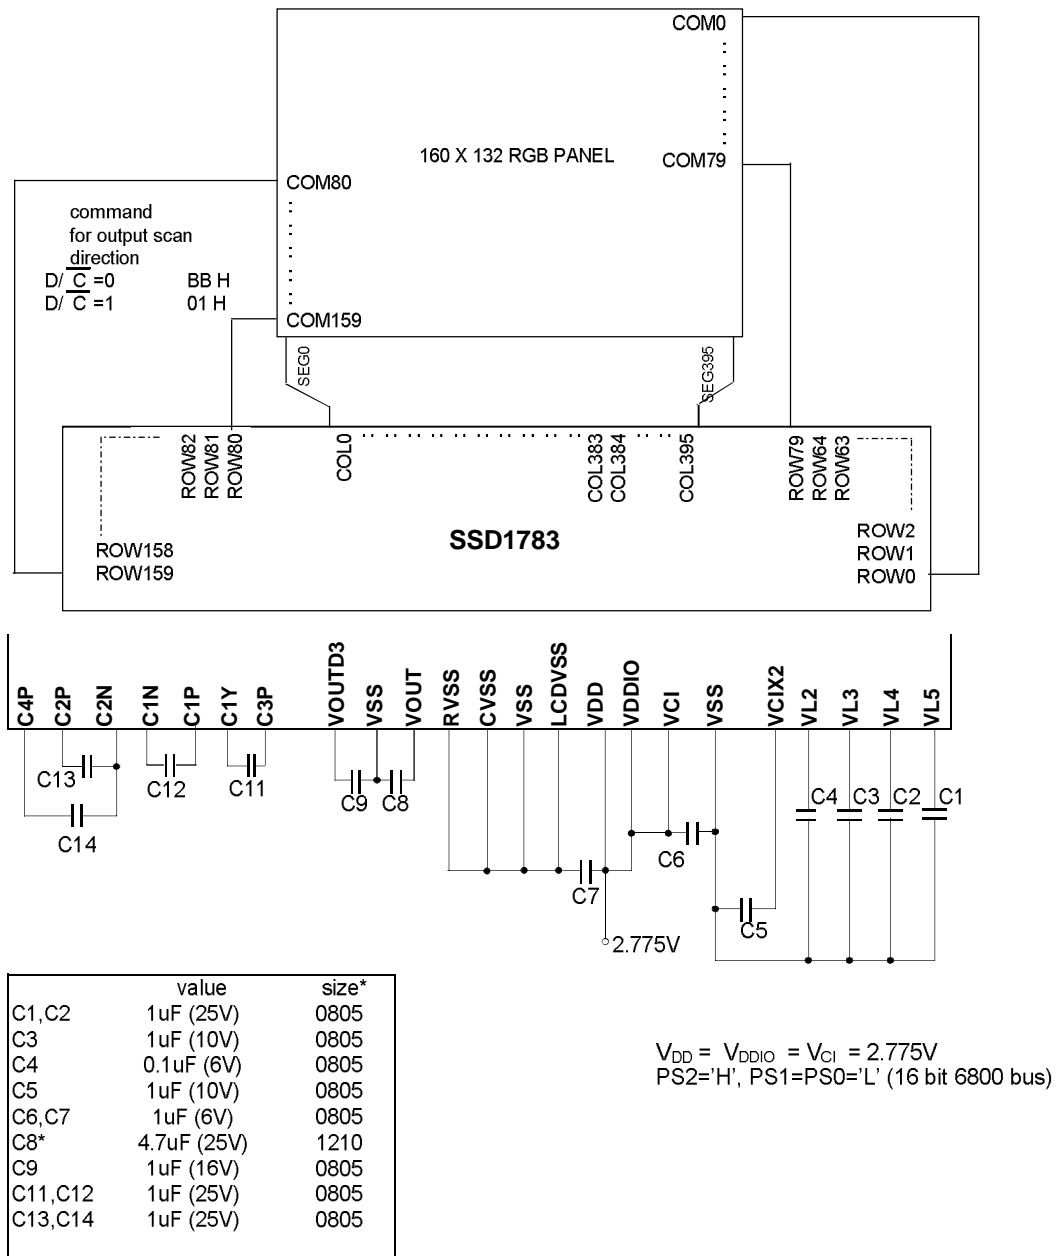 COM0
160 X 132 RGB PANEL
COM79
COM80
command
for output scan
direction
D/ C̅ =0 BB H
D/ C̅ =1 01 H
COM159
SEG0
SEG395
ROW82
ROW81
ROW80
COL0
COL383
COL384
COL395
ROW79
ROW64
ROW63
SSD1783
ROW158
ROW159
ROW2
ROW1
ROW0
C4P
C2P
C2N
C1N
C1P
C1Y
C3P
VOUTD3
VSS
VOUT
RVSS
CVSS
VSS
LCDVSS
VDD
VDDIO
VCI
VSS
VCIX2
VL2
VL3
VL4
VL5
C13
C12
C11
C9
C8
C14
C4
C3
C2
C1
C6
C7
C5
2.775V
value size*
C1,C2 1uF (25V) 0805
C3 1uF (10V) 0805
C4 0.1uF (6V) 0805
C5 1uF (10V) 0805
C6,C7 1uF (6V) 0805
C8* 4.7uF (25V) 1210
C9 1uF (16V) 0805
C11,C12 1uF (25V) 0805
C13,C14 1uF (25V) 0805
VDD = VDDIO = VCI = 2.775V
PS2='H', PS1=PS0='L' (16 bit 6800 bus)